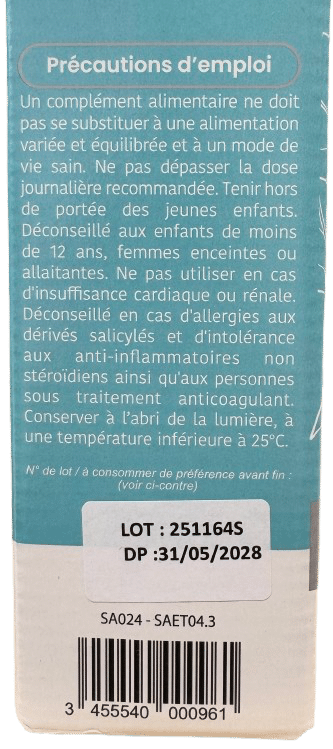 Précautions d’emploi
Un complément alimentaire ne doit
pas se substituer à une alimentation
variée et équilibrée et à un mode de
vie sain. Ne pas dépasser la dose
journalière recommandée. Tenir hors
de portée des jeunes enfants.
Déconseillé aux enfants de moins
de 12 ans, femmes enceintes ou
allaitantes. Ne pas utiliser en cas
d'insuffisance cardiaque ou rénale.
Déconseillé en cas d'allergies aux
dérivés salicylés et d'intolérance
aux anti-inflammatoires non
stéroïdiens ainsi qu'aux personnes
sous traitement anticoagulant.
Conserver à l’abri de la lumière, à
une température inférieure à 25°C.
N° de lot / à consommer de préférence avant fin :
(voir ci-contre)
LOT : 251164S
DP :31/05/2028
SA024 - SAET04.3
3 455540 000961